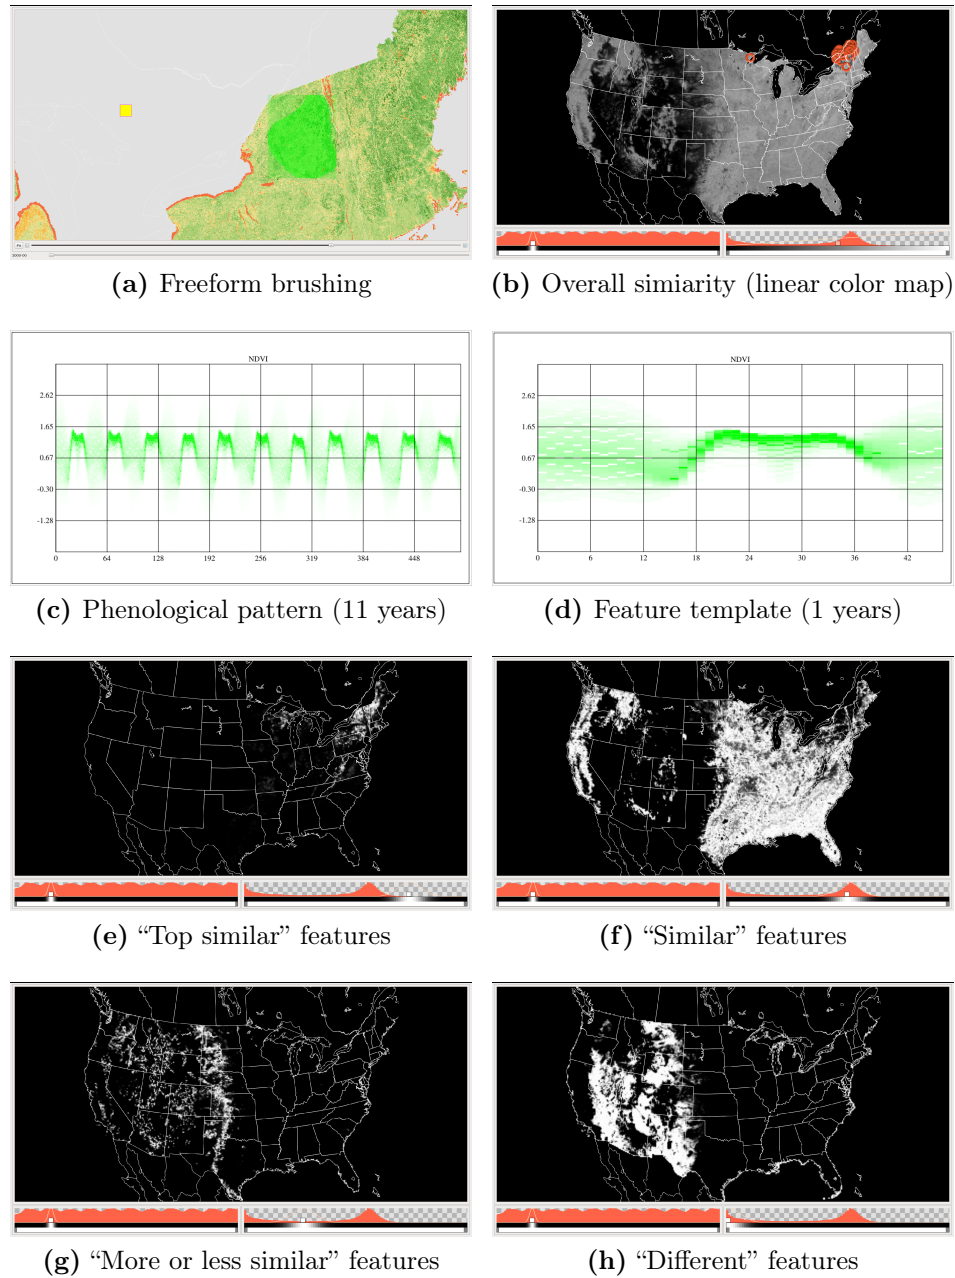 (a) Freeform brushing
(b) Overall simiarity (linear color map)
NDVI
2.62
1.65
0.67
-0.30
-1.28
0 64 128 192 256 319 384 448
(c) Phenological pattern (11 years)
NDVI
2.62
1.65
0.67
-0.30
-1.28
0 6 12 18 24 30 36 42
(d) Feature template (1 years)
(e) “Top similar” features
(f) “Similar” features
(g) “More or less similar” features
(h) “Different” features